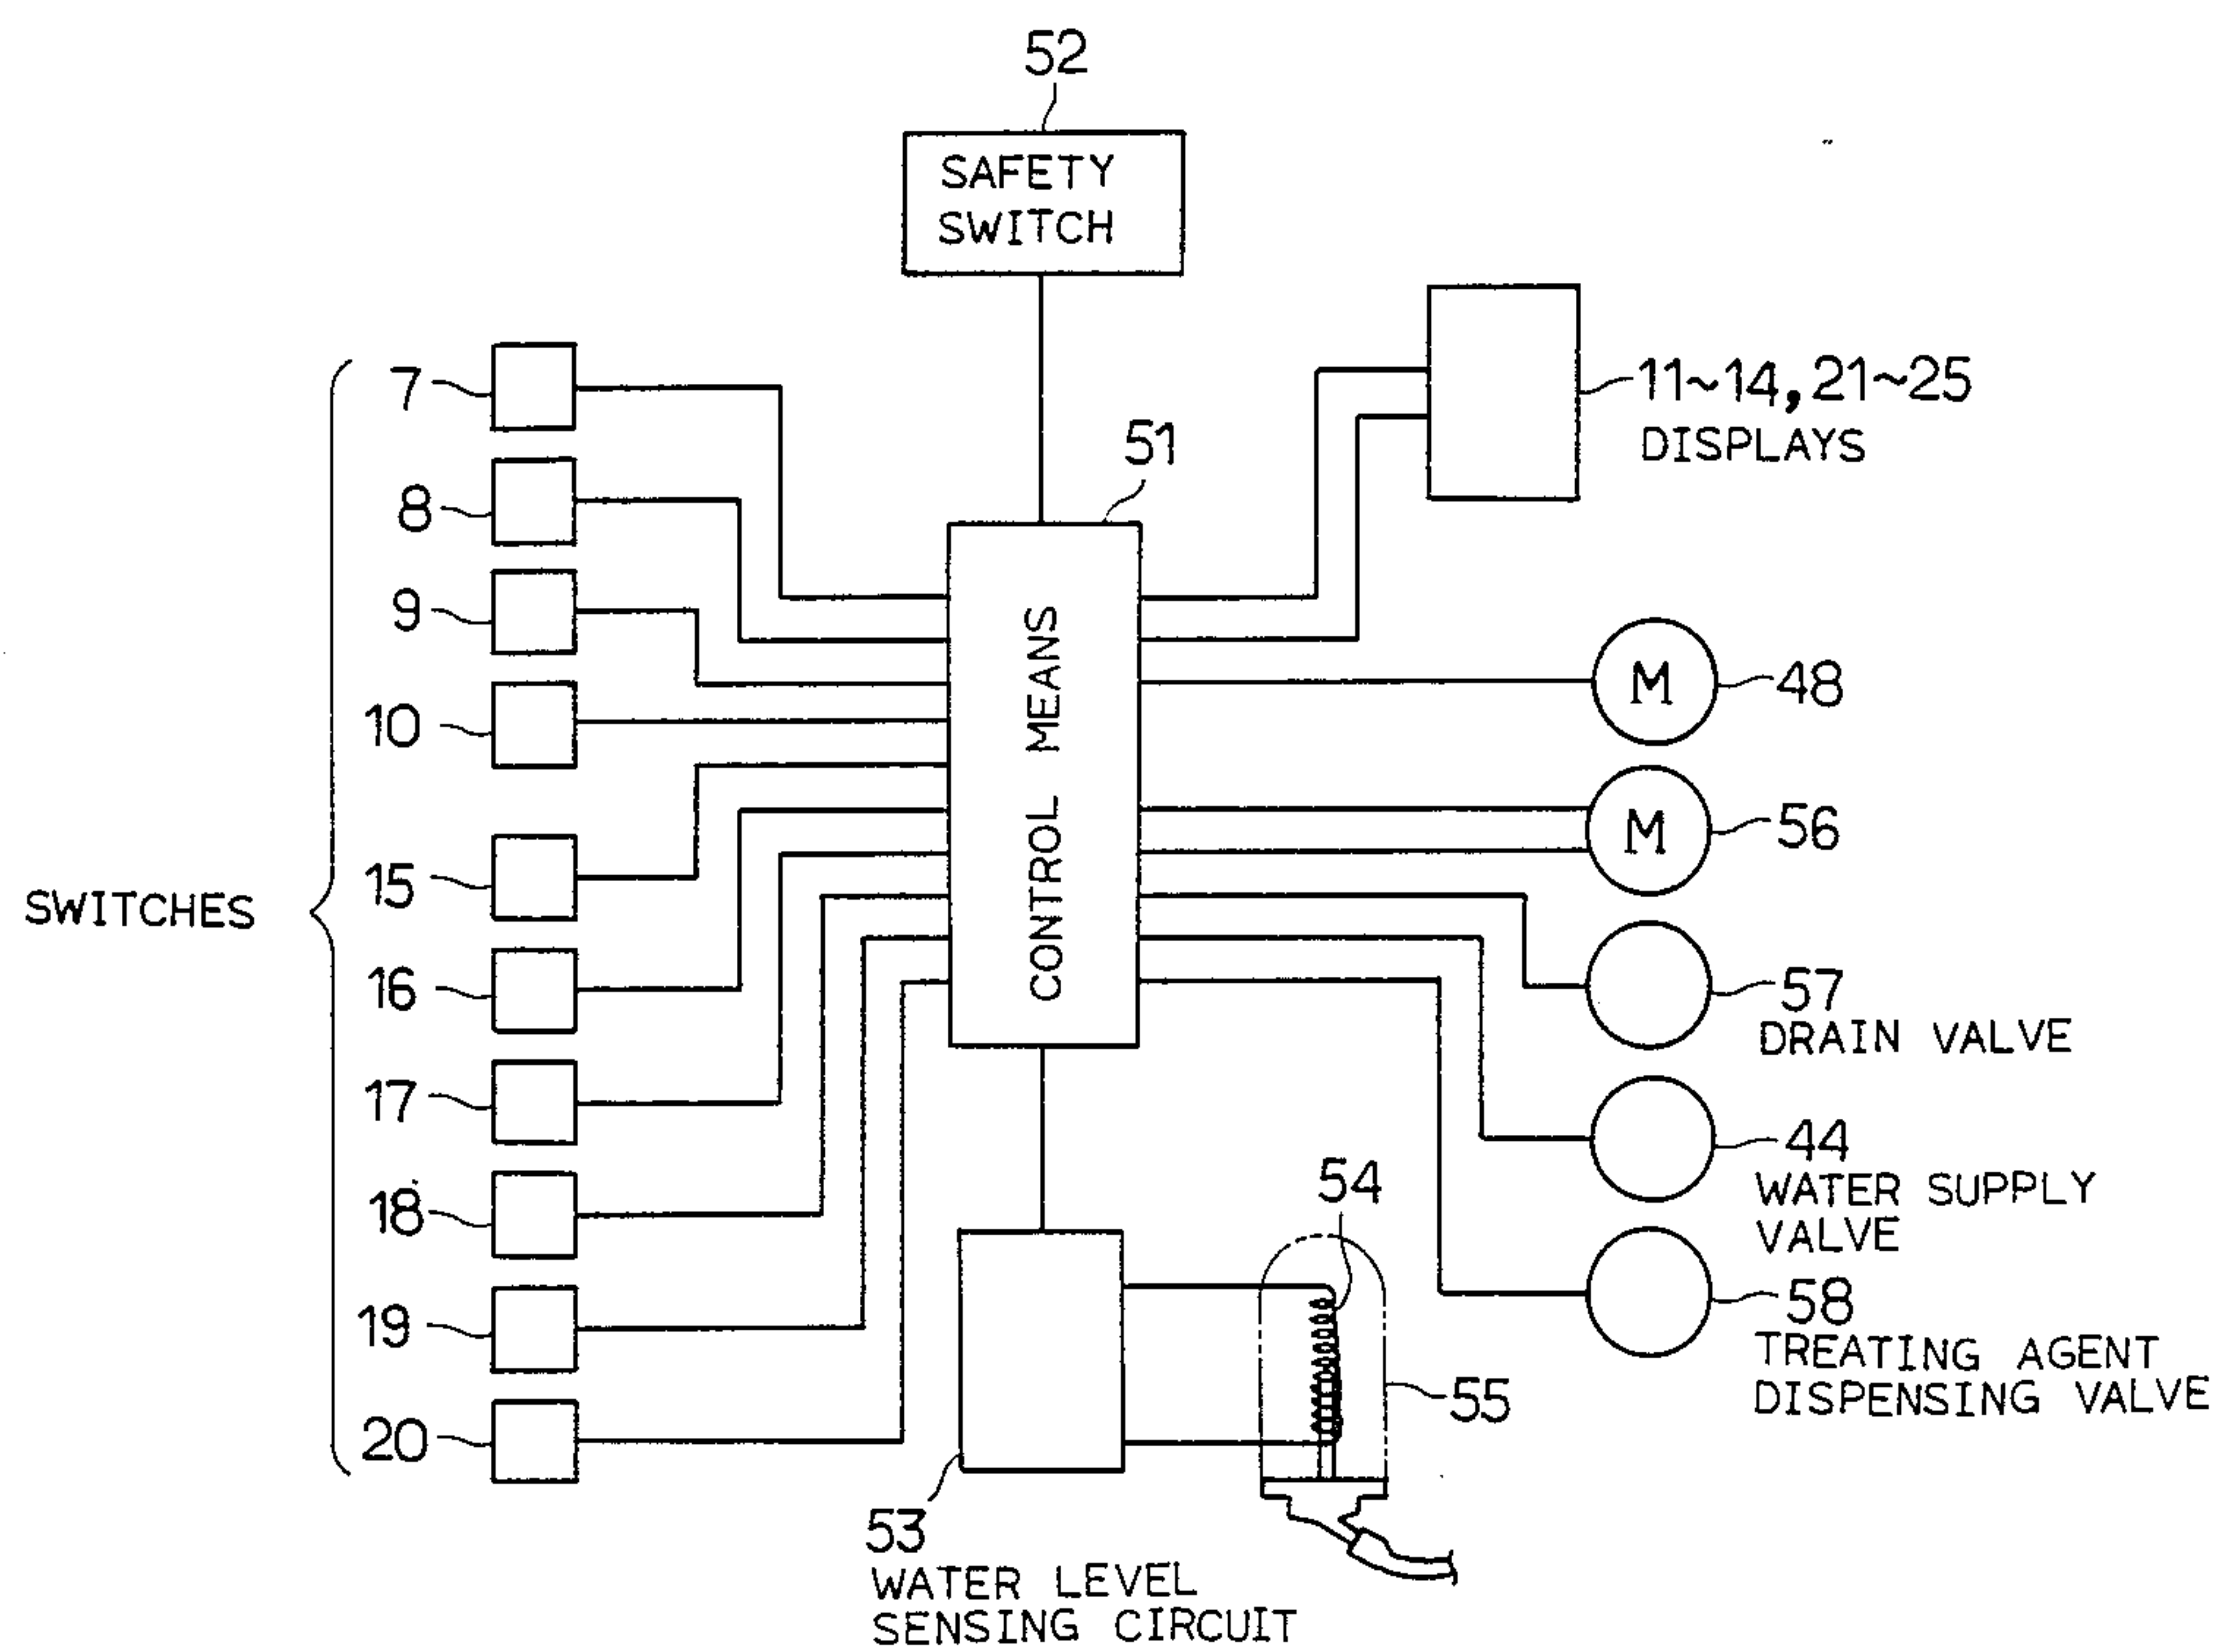 52
SAFETY
SWITCH
7
8
9
10
15
16
17
18
19
20
SWITCHES
51
CONTROL MEANS
11~14, 21~25
DISPLAYS
M
48
M
56
57
DRAIN VALVE
44
WATER SUPPLY
VALVE
58
TREATING AGENT
DISPENSING VALVE
54
55
53
WATER LEVEL
SENSING CIRCUIT